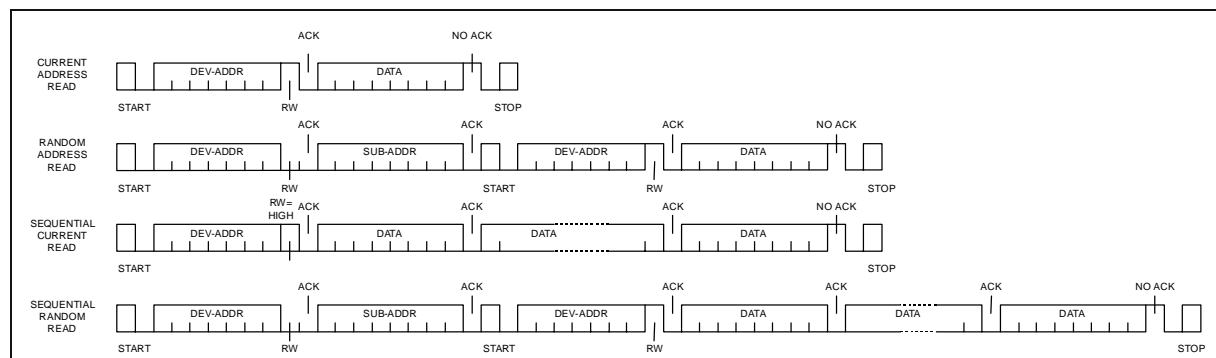 ACK NO ACK
CURRENT
ADDRESS
READ
DEV-ADDR DATA
START RW STOP
ACK ACK ACK NO ACK
RANDOM
ADDRESS
READ
DEV-ADDR SUB-ADDR DEV-ADDR DATA
START RW START RW STOP
RW=
HIGH
ACK ACK ACK NO ACK
SEQUENTIAL
CURRENT
READ
DEV-ADDR DATA DATA DATA
START STOP
ACK ACK ACK ACK ACK NO ACK
SEQUENTIAL
RANDOM
READ
DEV-ADDR SUB-ADDR DEV-ADDR DATA DATA DATA
START RW START RW STOP